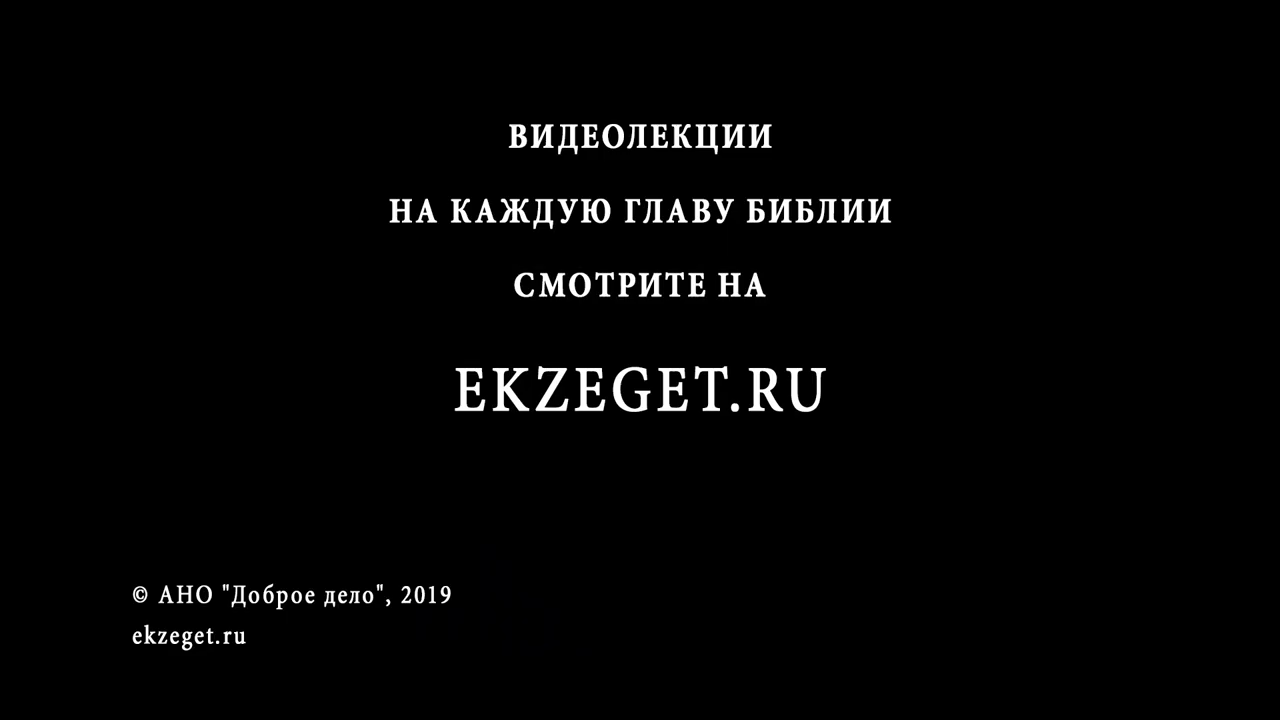 ВИДЕОЛЕКЦИИ
НА КАЖДУЮ ГЛАВУ БИБЛИИ
СМОТРИТЕ НА
EKZEGET.RU
© АНО "Доброе дело", 2019
ekzeget.ru